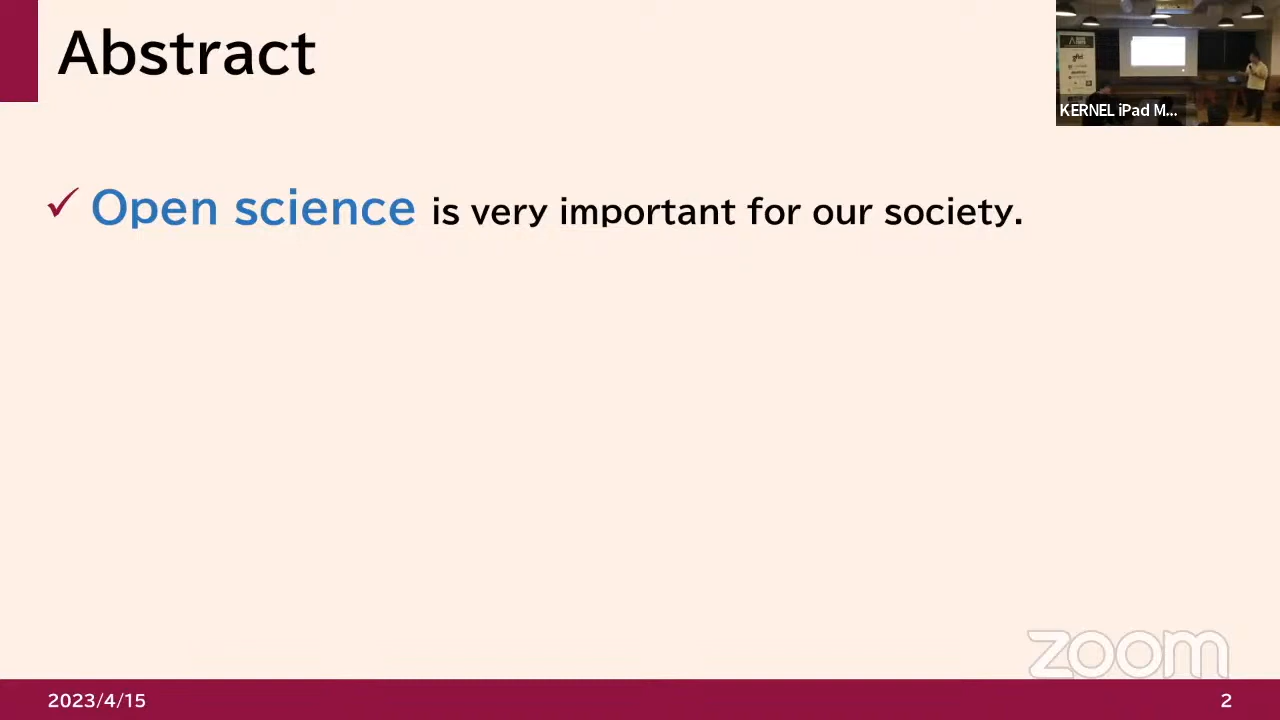 Abstract
KERNEL iPad M...
✓ Open science is very important for our society.
zoom
2023/4/15
2